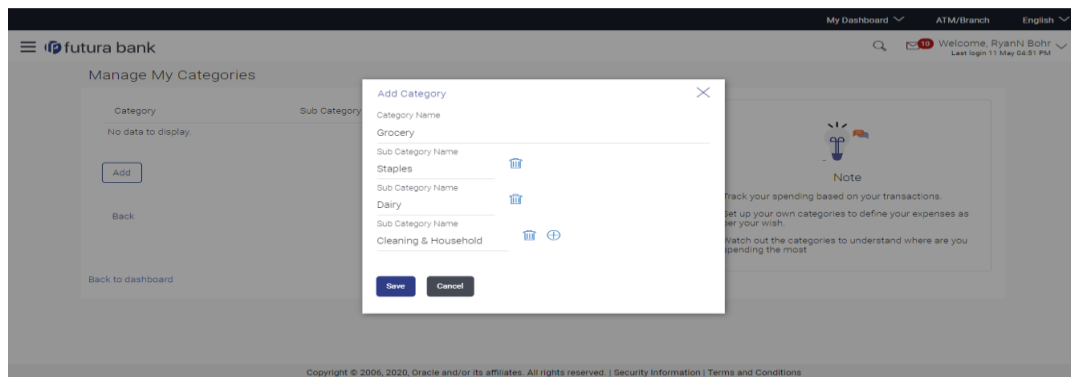 My Dashboard ATM/Branch English
futura bank 10 Welcome, RyanN Bohr
Last login 11 May 04:51 PM
Manage My Categories
Category Sub Category
No data to display.
Add
Back
Back to dashboard
Add Category
Category Name
Grocery
Sub Category Name
Staples
Sub Category Name
Dairy
Sub Category Name
Cleaning & Household
Save Cancel
Note
Track your spending based on your transactions.
Set up your own categories to define your expenses as
per your wish.
Watch out the categories to understand where are you
spending the most
Copyright © 2006, 2020, Oracle and/or its affiliates. All rights reserved. | Security Information | Terms and Conditions